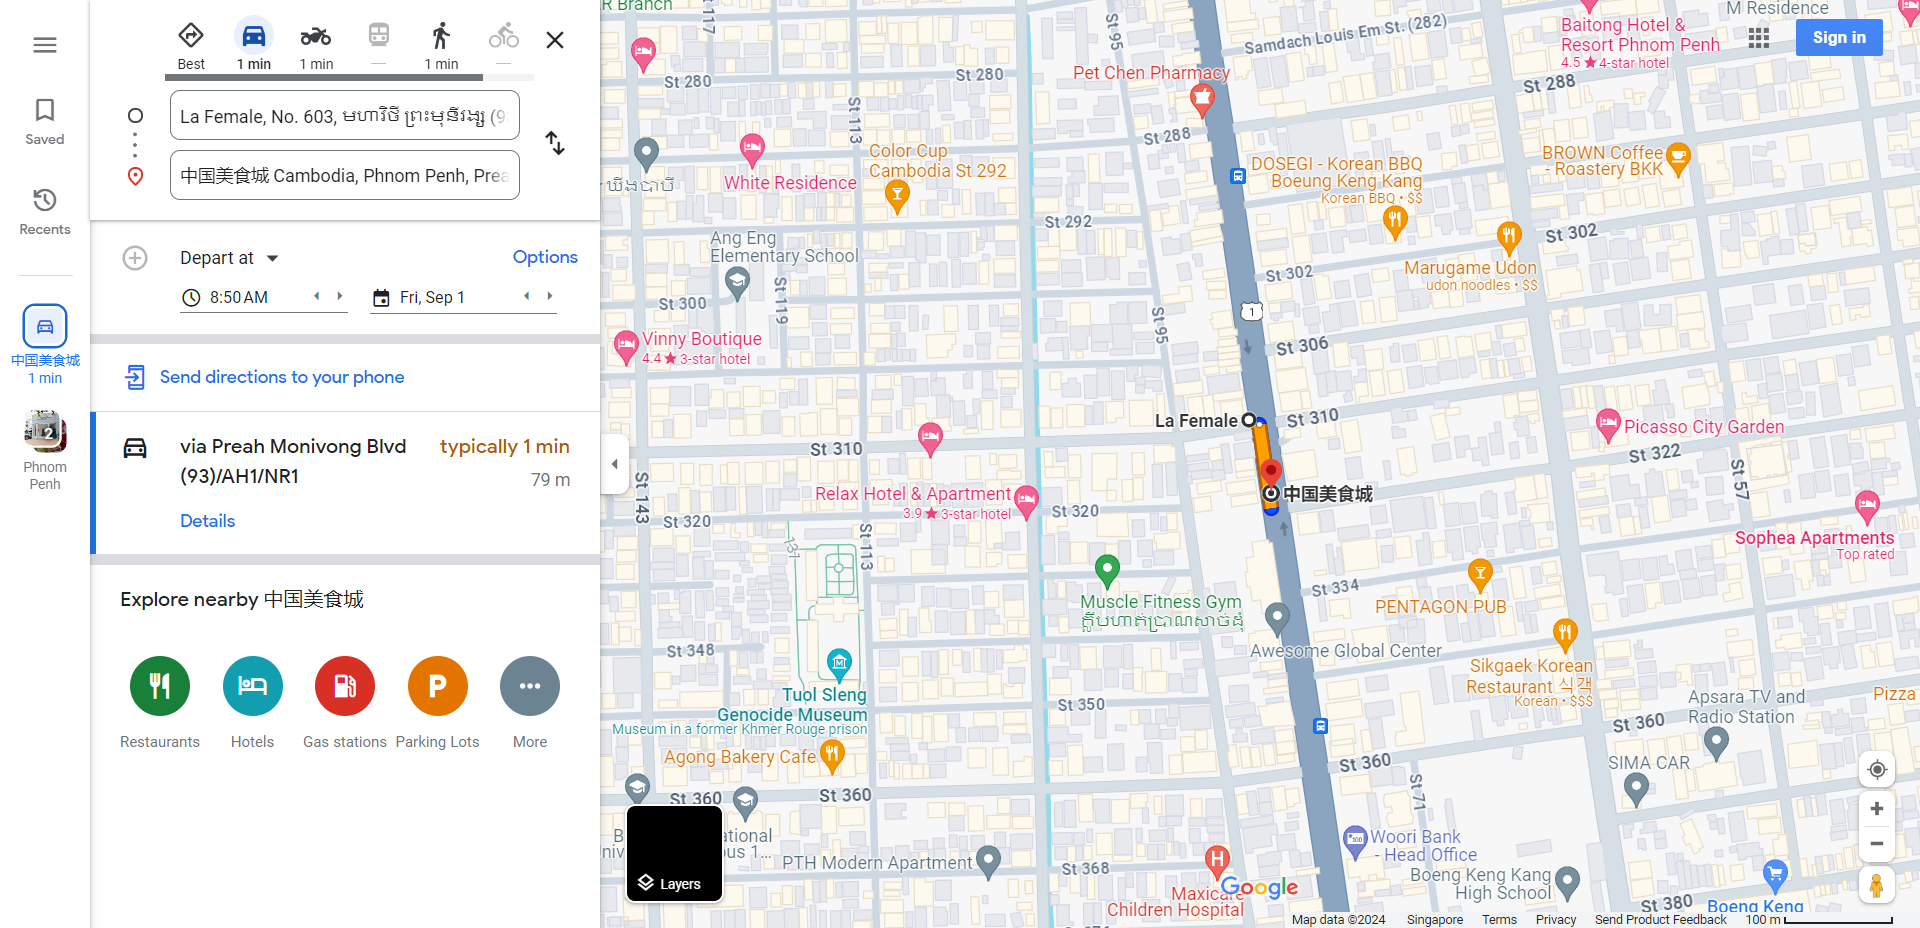 Saved
Recents
中国美食城
1 min
2
Phnom
Penh
Best
1 min
1 min
—
1 min
—
La Female, No. 603, មហាវិថី ព្រះមុនីវង្ស (9
中国美食城 Cambodia, Phnom Penh, Prea
Depart at
Options
8:50 AM
Fri, Sep 1
Send directions to your phone
via Preah Monivong Blvd
(93)/AH1/NR1
typically 1 min
79 m
Details
Explore nearby 中国美食城
Restaurants
Hotels
Gas stations
P
Parking Lots
More
R Branch
St 117
St 95
Samdach Louis Em St. (282)
M Residence
Baitong Hotel &
Resort Phnom Penh
4.5 ★ 4-star hotel
Sign in
St 280
St 280
Pet Chen Pharmacy
St 288
St 113
St 288
Color Cup
Cambodia St 292
DOSEGI - Korean BBQ
Boeung Keng Kang
Korean BBQ • $$
BROWN Coffee
- Roastery BKK
White Residence
St 292
St 302
Ang Eng
Elementary School
St 302
Marugame Udon
udon noodles • $$
St 300
St 119
St 95
1
St 306
Vinny Boutique
4.4 ★ 3-star hotel
La Female
St 310
Picasso City Garden
St 310
St 322
St 57
St 143
Relax Hotel & Apartment
3.9 ★ 3-star hotel
中国美食城
St 320
St 320
St 113
131
Sophea Apartments
Top rated
Muscle Fitness Gym
St 334
PENTAGON PUB
St 348
Awesome Global Center
Sikgaek Korean
Restaurant 식객
Korean • $$$
Tuol Sleng
Genocide Museum
Museum in a former Khmer Rouge prison
St 350
Apsara TV and
Radio Station
Pizza
St 360
Agong Bakery Cafe
St 360
SIMA CAR
St 360
St 360
St 71
Layers
PTH Modern Apartment
St 368
Woori Bank
- Head Office
H
Maxicare
Children Hospital
Google
Boeng Keng Kang
High School
St 380
Boeng Keng
Map data ©2024
Singapore
Terms
Privacy
Send Product Feedback
100 m